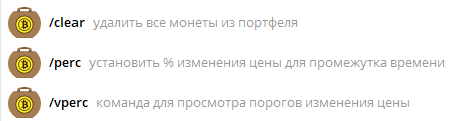 /clear удалить все монеты из портфеля
/perc установить % изменения цены для промежутка времени
/vperc команда для просмотра порогов изменения цены